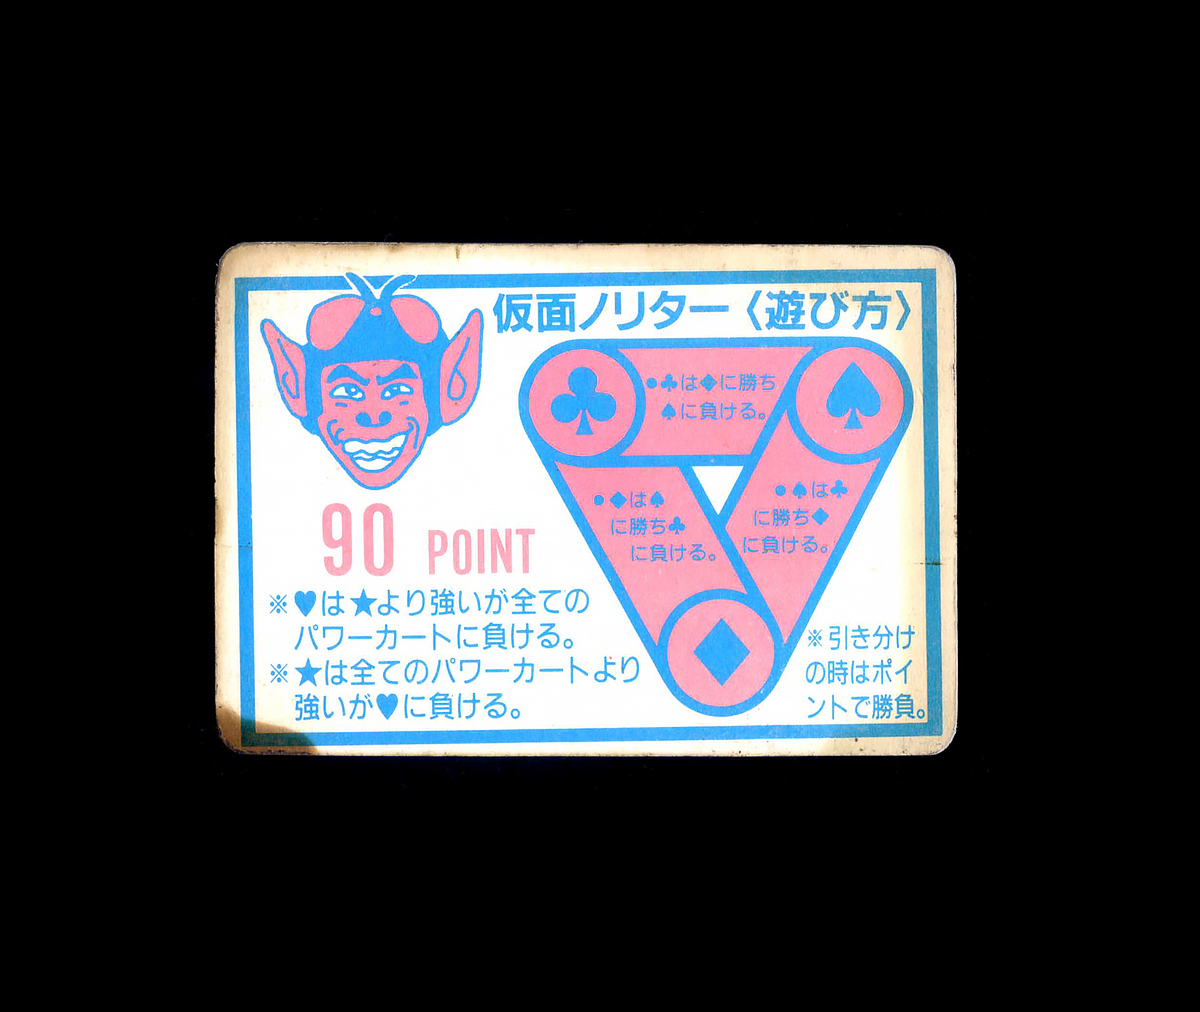 仮面ノリダー〈遊び方〉
●♣は◆に勝ち
♠に負ける。
●◆は♠
に勝ち♣
に負ける。
●♠は♣
に勝ち◆
に負ける。
90 POINT
※♥は★より強いが全ての
パワーカードに負ける。
※★は全てのパワーカードより
強いが♥に負ける。
※引き分け
の時はポイ
ントで勝負。